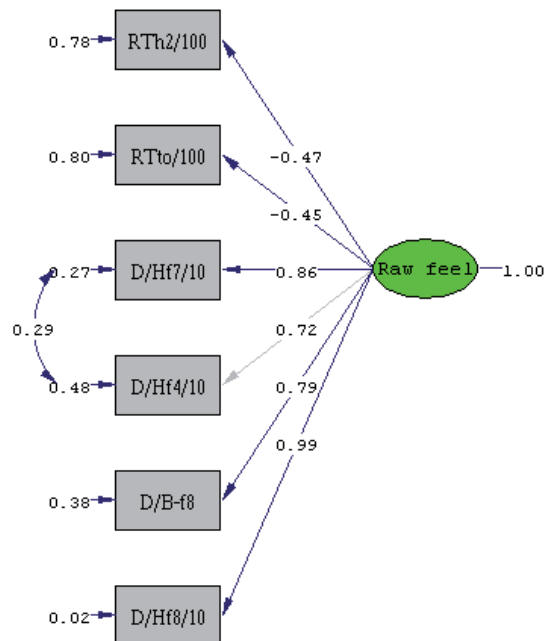 0.78
RTh2/100
-0.47
0.80
RTto/100
-0.45
0.27
D/Hf7/10
0.86
Raw feel
1.00
0.29
0.72
0.48
D/Hf4/10
0.79
0.99
0.38
D/B-f8
0.02
D/Hf8/10